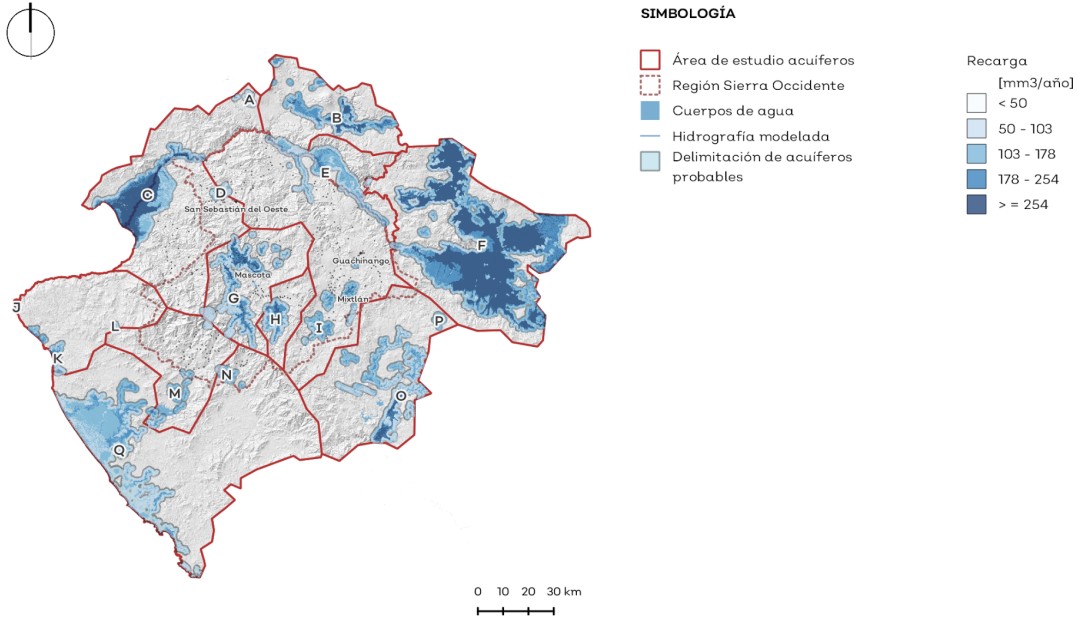 SIMBOLOGÍA
Área de estudio acuíferos
Región Sierra Occidente
Cuerpos de agua
Hidrografía modelada
Delimitación de acuíferos
probables
Recarga
[mm3/año]
< 50
50 - 103
103 - 178
178 - 254
> = 254
A
B
E
C
D
San Sebastián del Oeste
F
Guachinango
Mascota
G
Mixtlán
J
H
P
L
I
K
N
M
O
Q
0 10 20 30 km